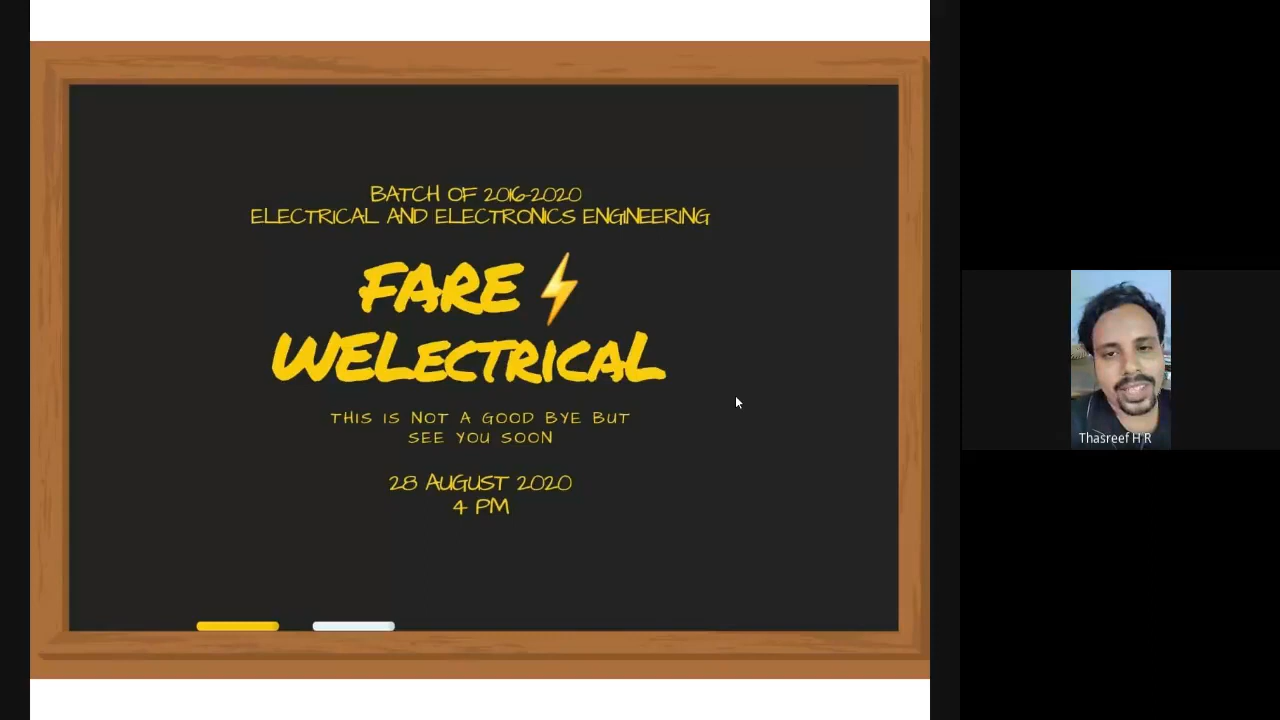 BATCH OF 2016-2020
ELECTRICAL AND ELECTRONICS ENGINEERING
FARE⚡
WELECTRICAL
THIS IS NOT A GOOD BYE BUT
SEE YOU SOON
28 AUGUST 2020
4 PM
Thasreef H R